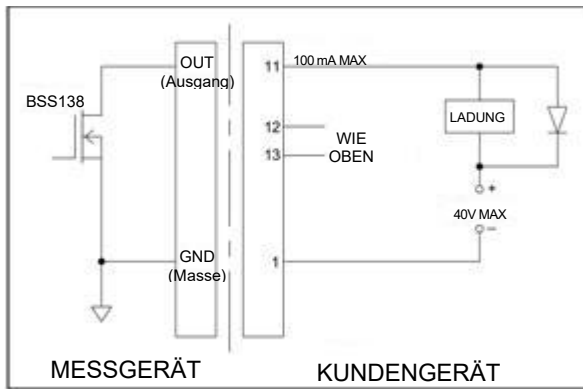 BSS138
OUT
(Ausgang)
11
100 mA MAX
LADUNG
12
WIE
OBEN
13
+
40V MAX
–
GND
(Masse)
1
MESSGERÄT
KUNDENGERÄT